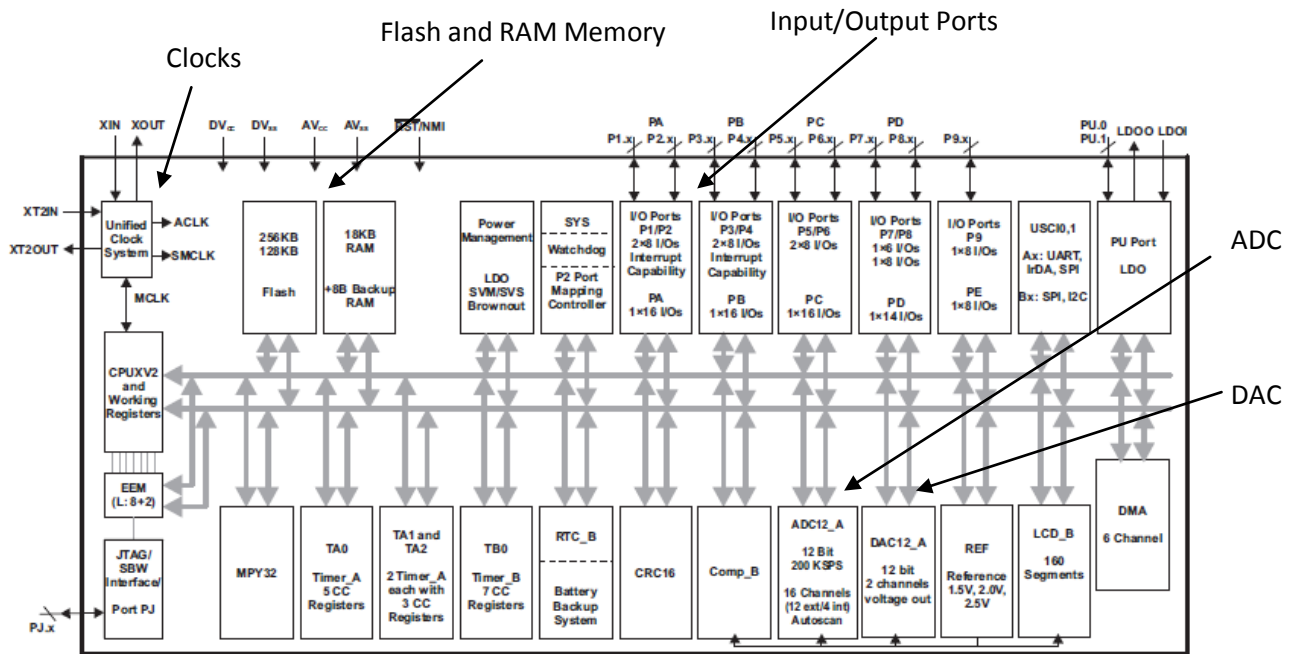 Input/Output Ports
Flash and RAM Memory
Clocks
XIN XOUT DVcc DVss AVcc AVss RST/NMI
PA PB PC PD
P1.x P2.x P3.x P4.x P5.x P6.x P7.x P8.x P9.x
PU.0
PU.1
LDOO LDOI
XT2IN
XT2OUT
Unified
Clock
System
ACLK
SMCLK
MCLK
256KB
128KB
Flash
18KB
RAM
+8B Backup
RAM
Power
Management
LDO
SVM/SVS
Brownout
SYS
Watchdog
P2 Port
Mapping
Controller
I/O Ports
P1/P2
2×8 I/Os
Interrupt
Capability
PA
1×16 I/Os
I/O Ports
P3/P4
2×8 I/Os
Interrupt
Capability
PB
1×16 I/Os
I/O Ports
P5/P6
2×8 I/Os
PC
1×16 I/Os
I/O Ports
P7/P8
1×6 I/Os
1×8 I/Os
PD
1×14 I/Os
I/O Ports
P9
1×8 I/Os
PE
1×8 I/Os
USCI0,1
Ax: UART,
IrDA, SPI
Bx: SPI, I2C
PU Port
LDO
ADC
DAC
CPUXV2
and
Working
Registers
EEM
(L: 8+2)
JTAG/
SBW
Interface/
Port PJ
PJ.x
MPY32
TA0
Timer_A
5 CC
Registers
TA1 and
TA2
2 Timer_A
each with
3 CC
Registers
TB0
Timer_B
7 CC
Registers
RTC_B
Battery
Backup
System
CRC16
Comp_B
ADC12_A
12 Bit
200 KSPS
16 Channels
(12 ext/4 int)
Autoscan
DAC12_A
12 bit
2 channels
voltage out
REF
Reference
1.5V, 2.0V,
2.5V
LCD_B
160
Segments
DMA
6 Channel